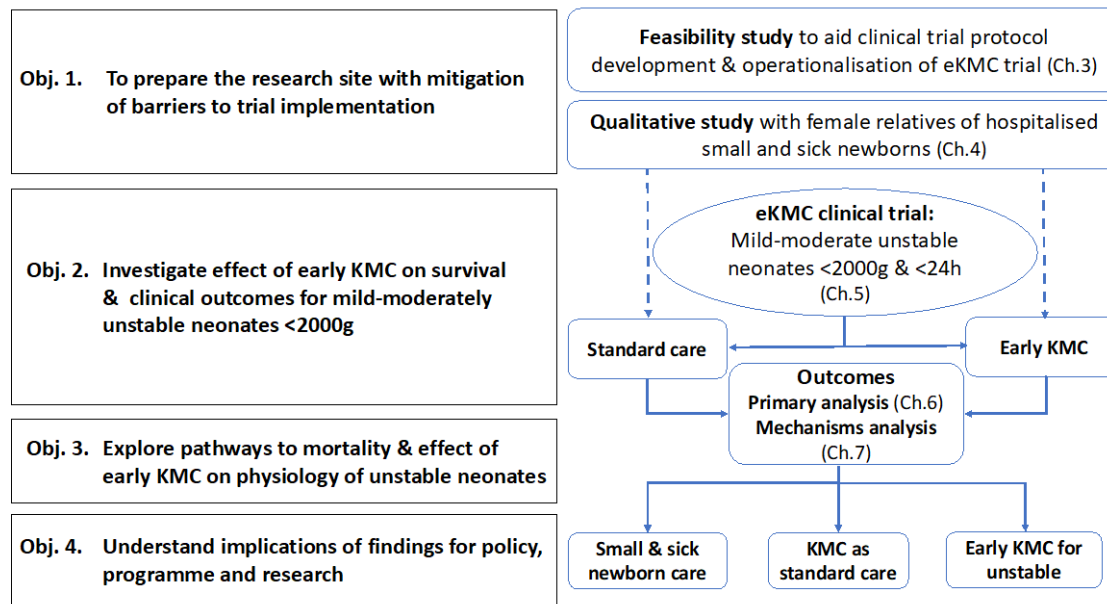 Obj. 1. To prepare the research site with mitigation
of barriers to trial implementation
Obj. 2. Investigate effect of early KMC on survival
& clinical outcomes for mild-moderately
unstable neonates <2000g
Obj. 3. Explore pathways to mortality & effect of
early KMC on physiology of unstable neonates
Obj. 4. Understand implications of findings for policy,
programme and research
Feasibility study to aid clinical trial protocol
development & operationalisation of eKMC trial (Ch.3)
Qualitative study with female relatives of hospitalised
small and sick newborns (Ch.4)
eKMC clinical trial:
Mild-moderate unstable
neonates <2000g & <24h
(Ch.5)
Standard care
Early KMC
Outcomes
Primary analysis (Ch.6)
Mechanisms analysis
(Ch.7)
Small & sick
newborn care
KMC as
standard care
Early KMC for
unstable